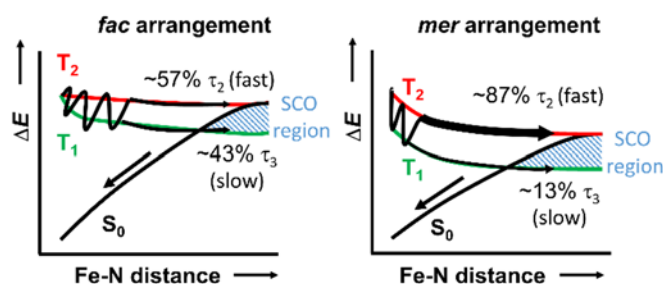 fac arrangement
T2
~57% τ2 (fast)
SCO
region
ΔE
T1
~43% τ3
(slow)
S0
Fe-N distance
mer arrangement
T2
~87% τ2 (fast)
SCO
region
ΔE
T1
~13% τ3
(slow)
S0
Fe-N distance